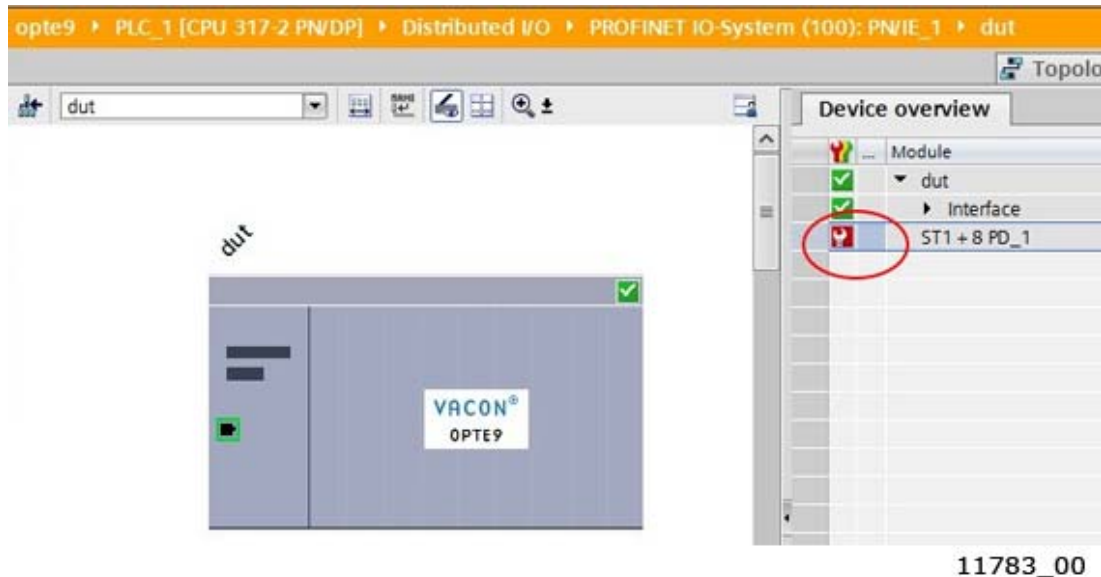 opte9 ▸ PLC_1 [CPU 317-2 PN/DP] ▸ Distributed I/O ▸ PROFINET IO-System (100): PN/IE_1 ▸ dut
Topolo
dut
Device overview
... Module
dut
Interface
ST1 + 8 PD_1
dut
VACON®
OPTE9
11783_00